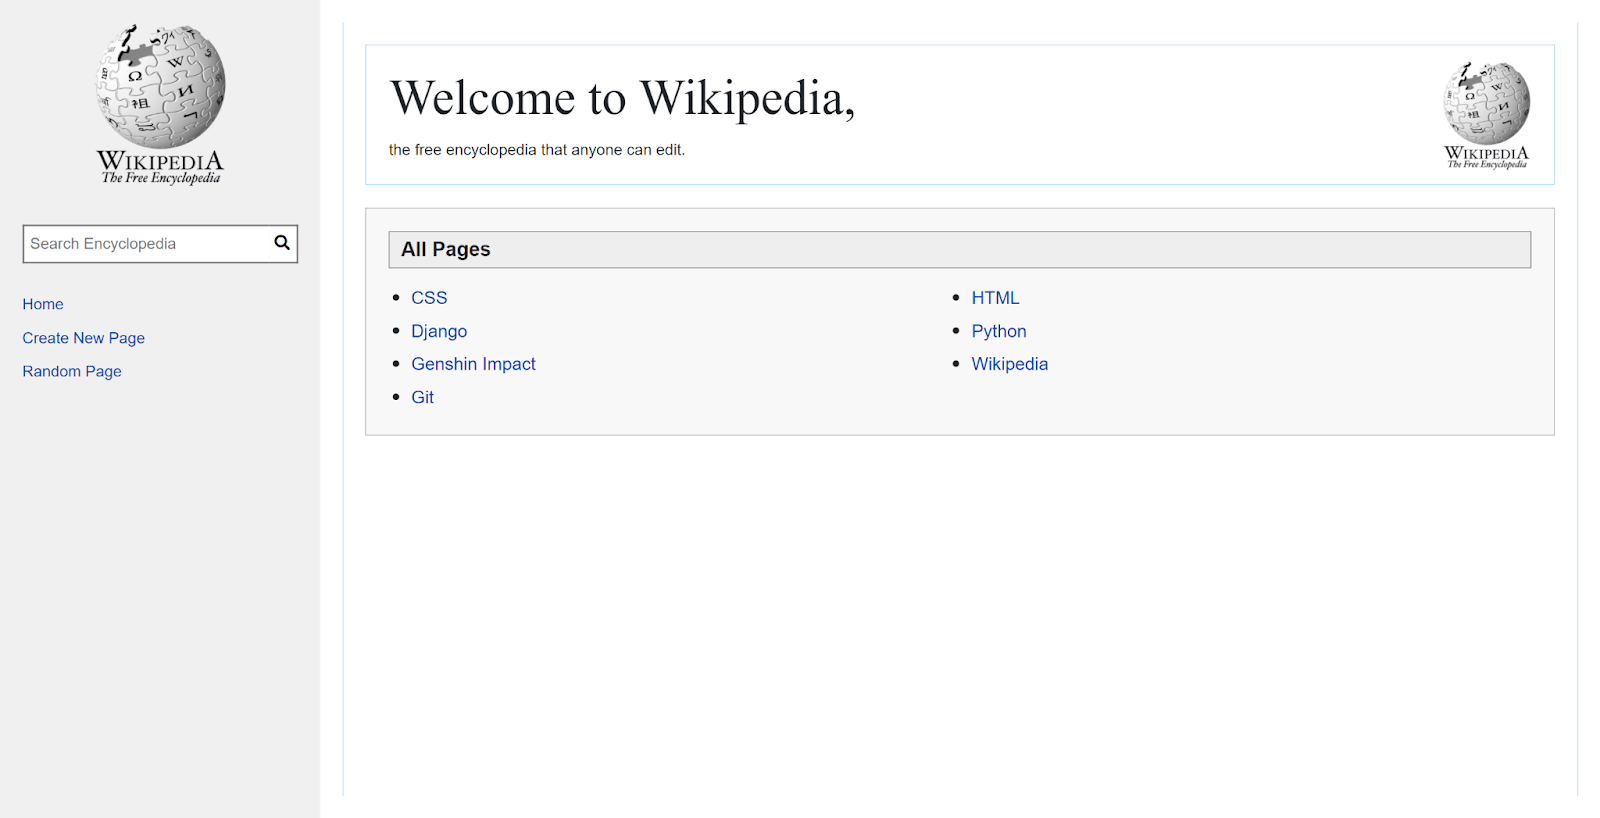 WIKIPEDIA
The Free Encyclopedia
Search Encyclopedia
Home
Create New Page
Random Page
Welcome to Wikipedia,
the free encyclopedia that anyone can edit.
WIKIPEDIA
The Free Encyclopedia
All Pages
CSS
Django
Genshin Impact
Git
HTML
Python
Wikipedia